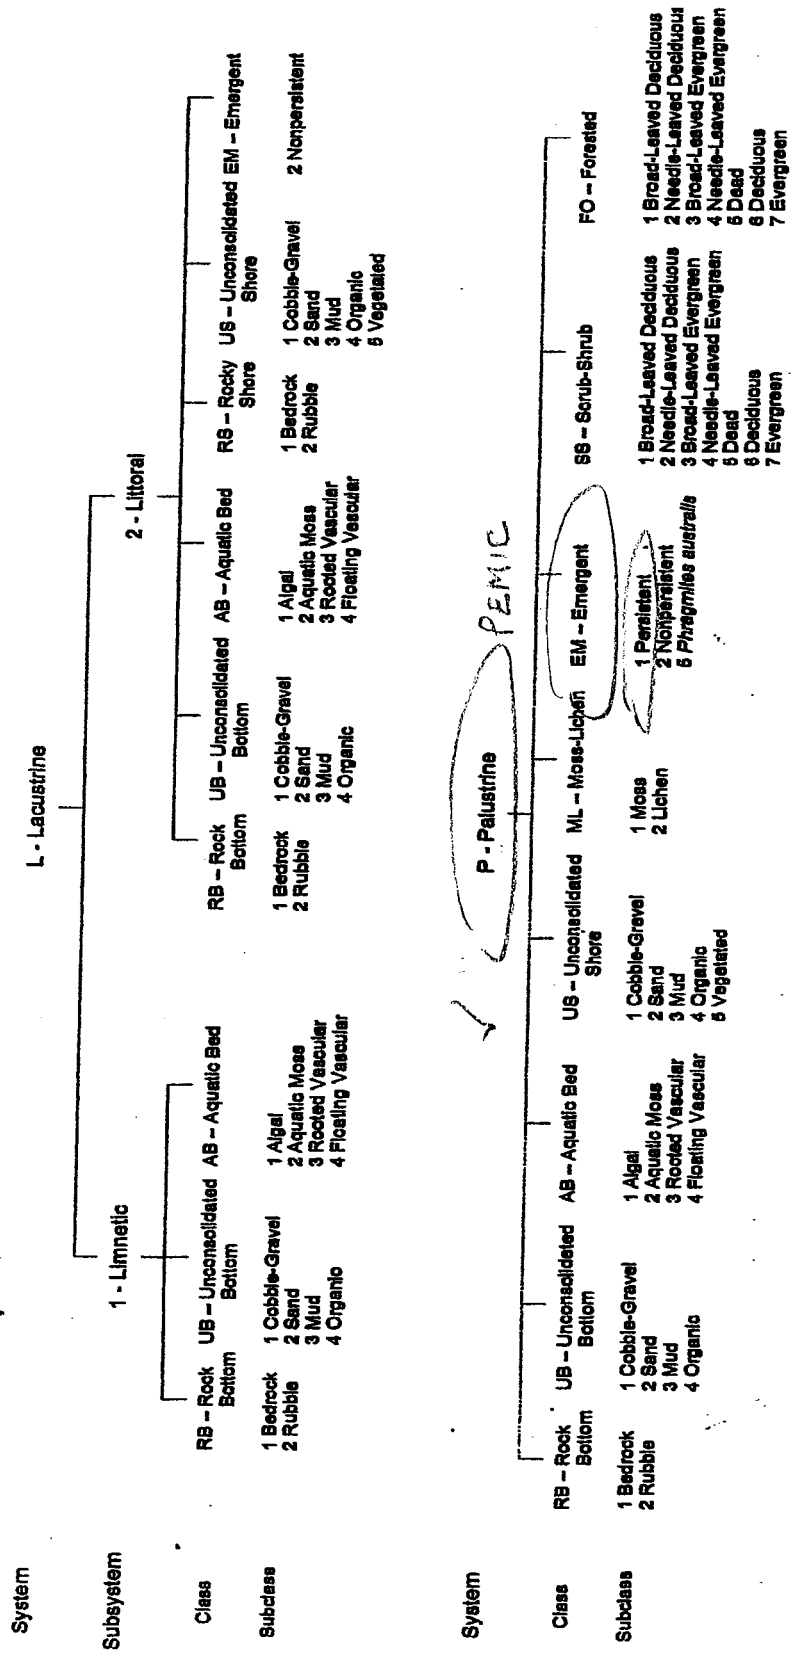 System
L - Lacustrine
Subsystem
1 - Limnetic
2 - Littoral
Class
RB – Rock Bottom
UB – Unconsolidated Bottom
AB – Aquatic Bed
RB – Rock Bottom
UB – Unconsolidated Bottom
AB – Aquatic Bed
RS – Rocky Shore
US – Unconsolidated Shore
EM – Emergent
Subclass
1 Bedrock
2 Rubble
1 Cobble-Gravel
2 Sand
3 Mud
4 Organic
1 Algal
2 Aquatic Moss
3 Rooted Vascular
4 Floating Vascular
1 Bedrock
2 Rubble
1 Cobble-Gravel
2 Sand
3 Mud
4 Organic
1 Algal
2 Aquatic Moss
3 Rooted Vascular
4 Floating Vascular
1 Bedrock
2 Rubble
1 Cobble-Gravel
2 Sand
3 Mud
4 Organic
5 Vegetated
2 Nonpersistent
System
P - Palustrine
PEM1C
Class
RB – Rock Bottom
UB – Unconsolidated Bottom
AB – Aquatic Bed
US – Unconsolidated Shore
ML – Moss-Lichen
EM – Emergent
SS – Scrub-Shrub
FO – Forested
Subclass
1 Bedrock
2 Rubble
1 Cobble-Gravel
2 Sand
3 Mud
4 Organic
1 Algal
2 Aquatic Moss
3 Rooted Vascular
4 Floating Vascular
1 Cobble-Gravel
2 Sand
3 Mud
4 Organic
5 Vegetated
1 Moss
2 Lichen
1 Persistent
2 Nonpersistent
5 Phragmites australis
1 Broad-Leaved Deciduous
2 Needle-Leaved Deciduous
3 Broad-Leaved Evergreen
4 Needle-Leaved Evergreen
5 Dead
6 Deciduous
7 Evergreen
1 Broad-Leaved Deciduous
2 Needle-Leaved Deciduous
3 Broad-Leaved Evergreen
4 Needle-Leaved Evergreen
5 Dead
6 Deciduous
7 Evergreen